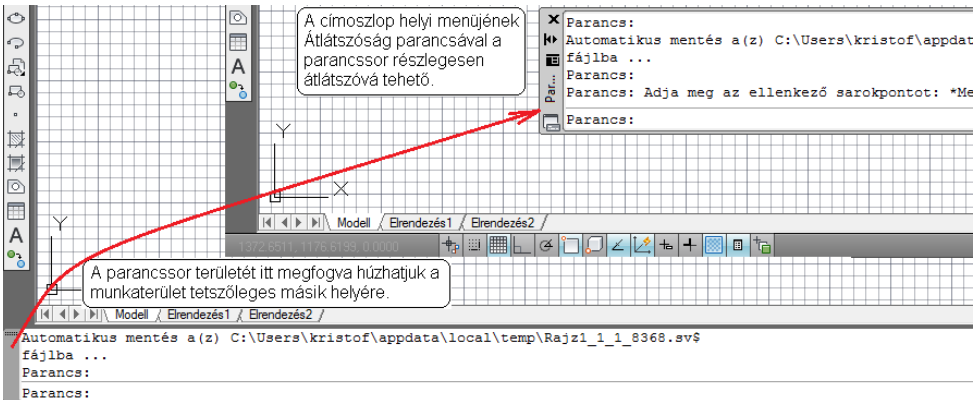 A címoszlop helyi menüjének
Átlátszóság parancsával a
parancssor részlegesen
átlátszóvá tehető.
Parancs:
Automatikus mentés a(z) C:\Users\kristof\appdat
fájlba ...
Parancs:
Parancs: Adja meg az ellenkező sarokpontot: *Me
Parancs:
Par...
A
Y
X
Modell / Elrendezés1 / Elrendezés2 /
1372.6511, 1176.6199, 0.0000
A
Y
A parancssor területét itt megfogva húzhatjuk a
munkaterület tetszőleges másik helyére.
Modell / Elrendezés1 / Elrendezés2 /
Automatikus mentés a(z) C:\Users\kristof\appdata\local\temp\Rajz1_1_1_8368.sv$
fájlba ...
Parancs:
Parancs: